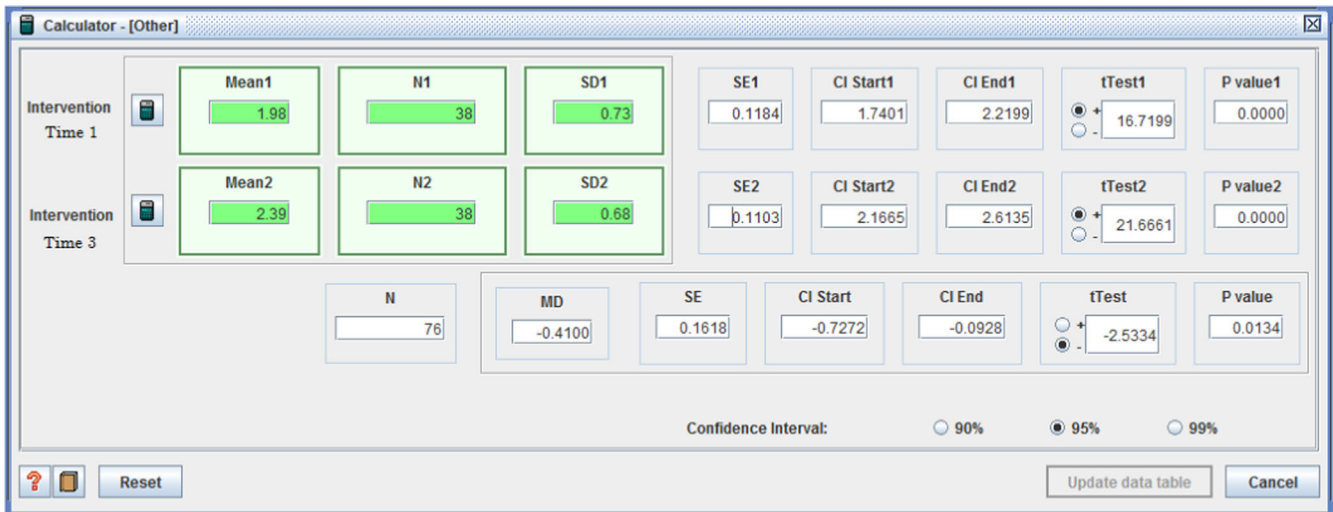 Calculator - [Other]
Mean1 N1 SD1 SE1 CI Start1 CI End1 tTest1 P value1
Intervention Time 1
1.98 38 0.73 0.1184 1.7401 2.2199 + - 16.7199 0.0000
Mean2 N2 SD2 SE2 CI Start2 CI End2 tTest2 P value2
Intervention Time 3
2.39 38 0.68 0.1103 2.1665 2.6135 + - 21.6661 0.0000
N MD SE CI Start CI End tTest P value
76 -0.4100 0.1618 -0.7272 -0.0928 + - -2.5334 0.0134
Confidence Interval: 90% 95% 99%
? Reset Update data table Cancel